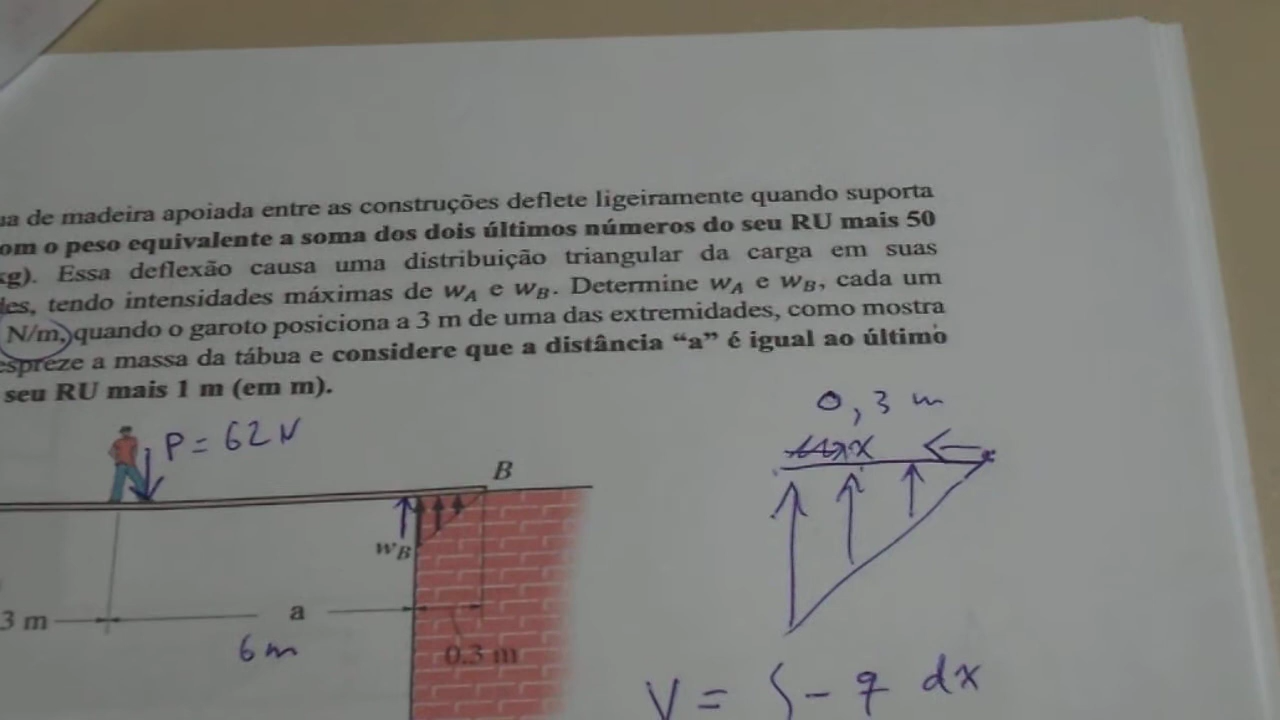 de madeira apoiada entre as construções deflete ligeiramente quando suporta
om o peso equivalente a soma dos dois últimos números do seu RU mais 50
kg). Essa deflexão causa uma distribuição triangular da carga em suas
des, tendo intensidades máximas de wA e wB. Determine wA e wB, cada um
N/m, quando o garoto posiciona a 3 m de uma das extremidades, como mostra
espreze a massa da tábua e considere que a distância “a” é igual ao último
seu RU mais 1 m (em m).
0,3 m
P = 62 N
B
wB
3 m
a
6 m
0.3 m
V = ∫ - q dx